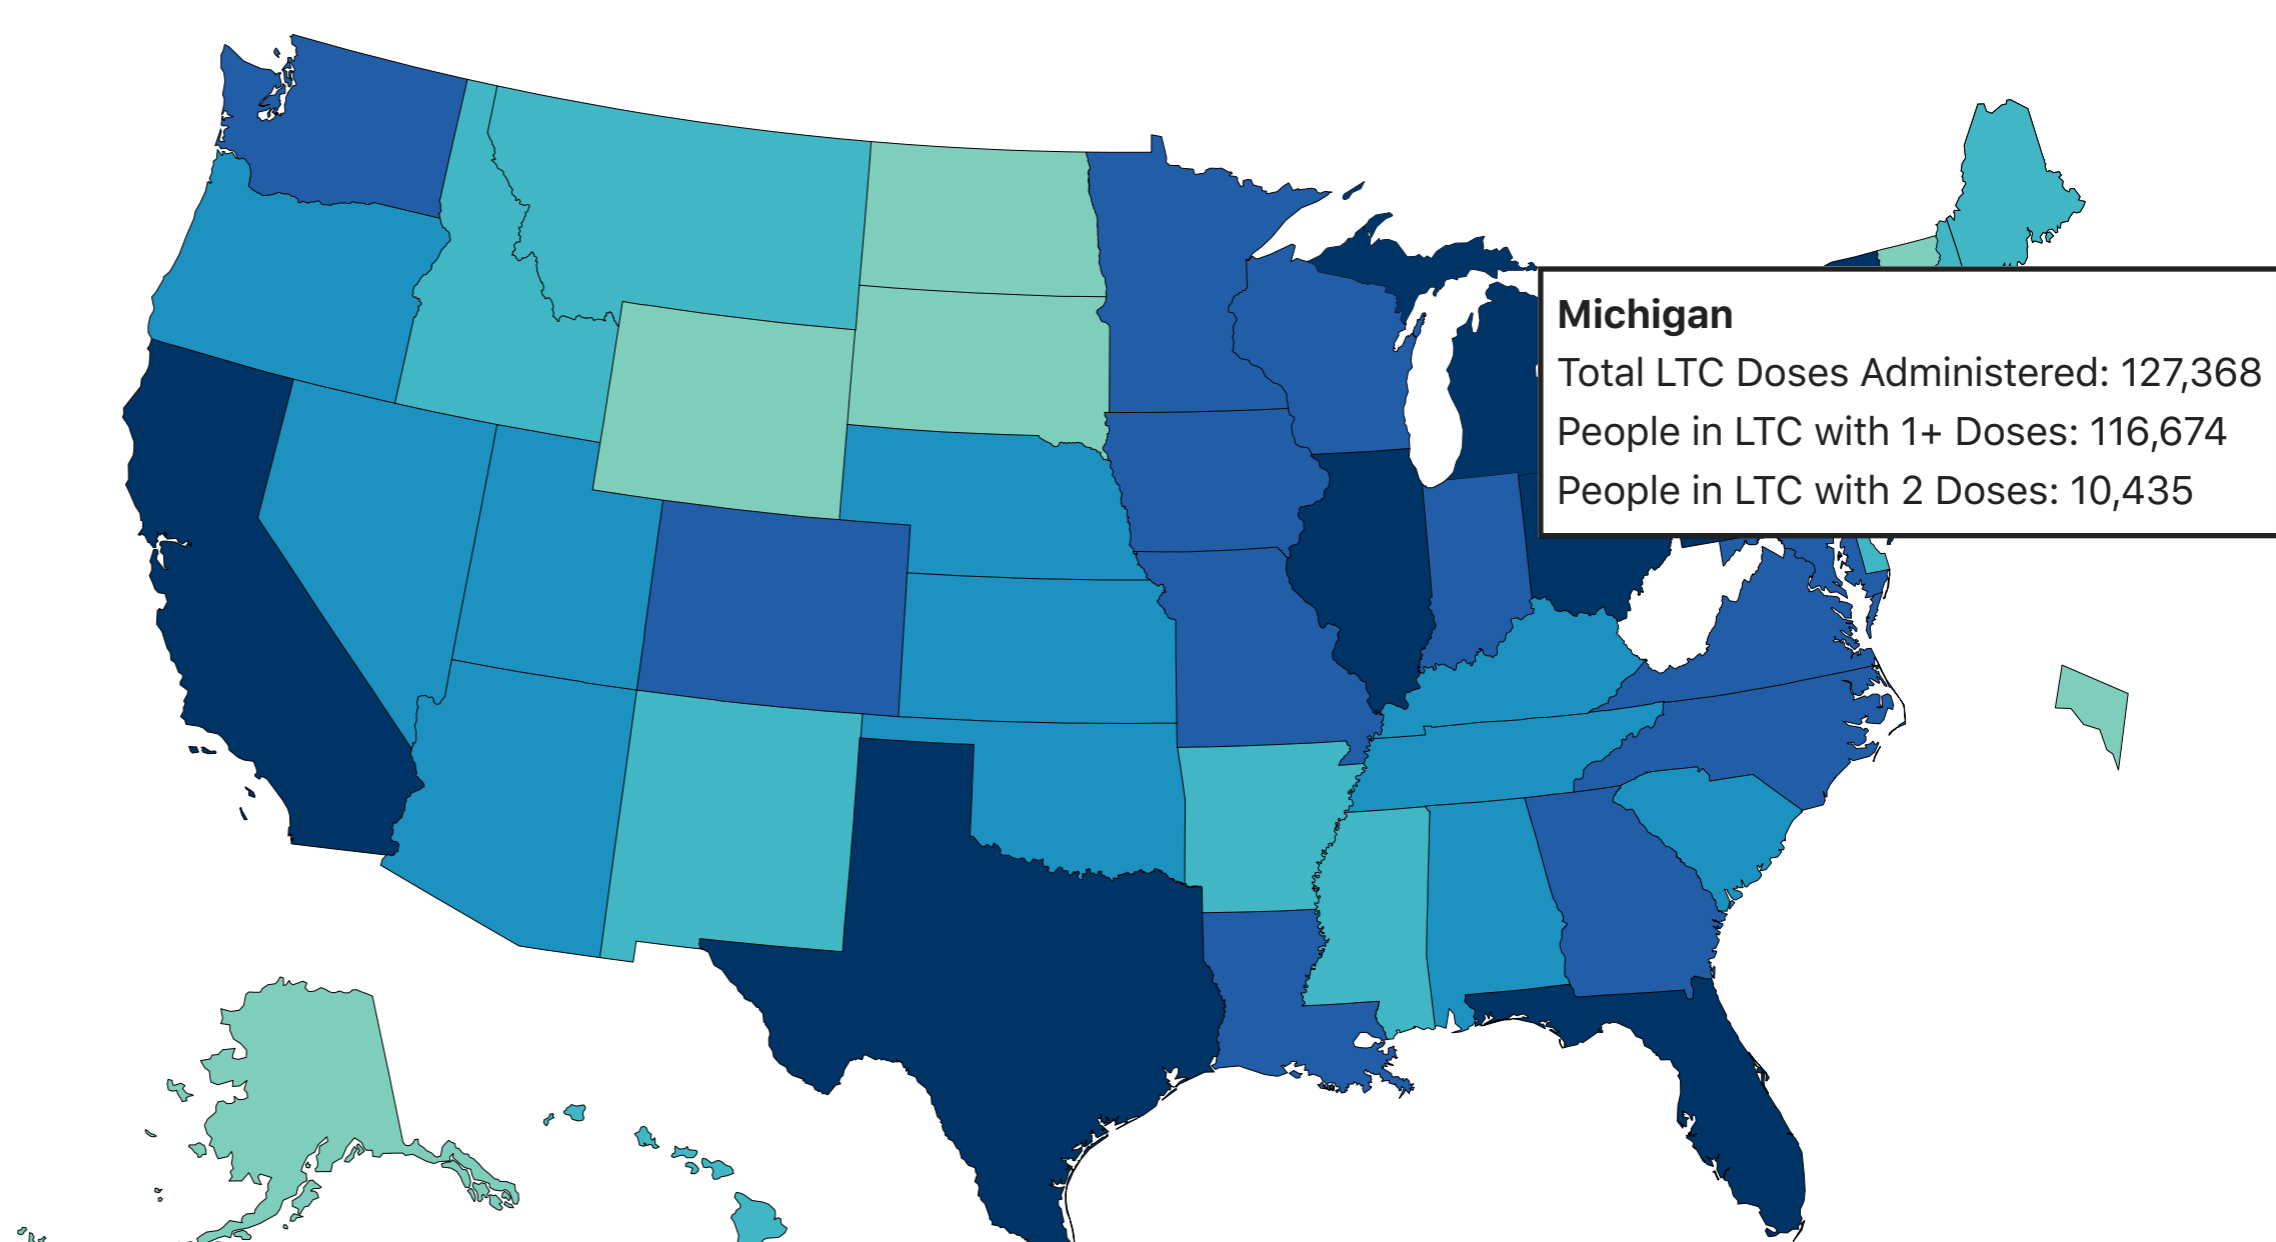 Michigan
Total LTC Doses Administered: 127,368
People in LTC with 1+ Doses: 116,674
People in LTC with 2 Doses: 10,435